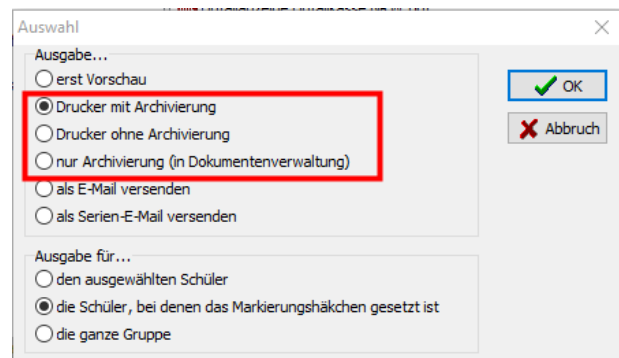 Auswahl
Ausgabe...
erst Vorschau
Drucker mit Archivierung
Drucker ohne Archivierung
nur Archivierung (in Dokumentenverwaltung)
als E-Mail versenden
als Serien-E-Mail versenden
OK
Abbruch
Ausgabe für...
den ausgewählten Schüler
die Schüler, bei denen das Markierungshäkchen gesetzt ist
die ganze Gruppe